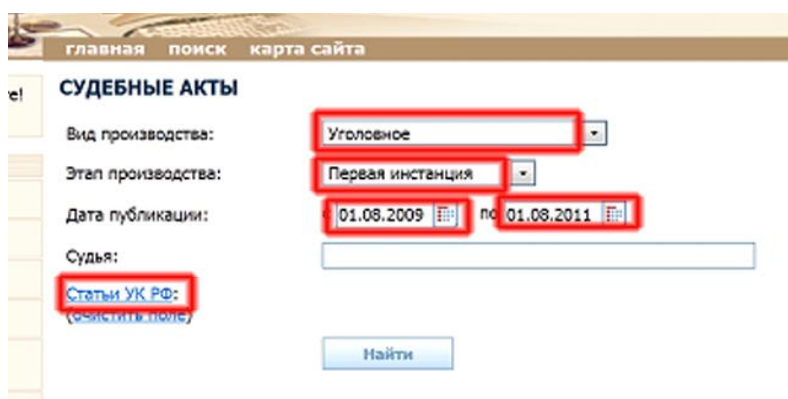 главная поиск карта сайта
СУДЕБНЫЕ АКТЫ
Вид производства: Уголовное
Этап производства: Первая инстанция
Дата публикации: 01.08.2009 по 01.08.2011
Судья:
Статьи УК РФ:
(очистить поле)
Найти